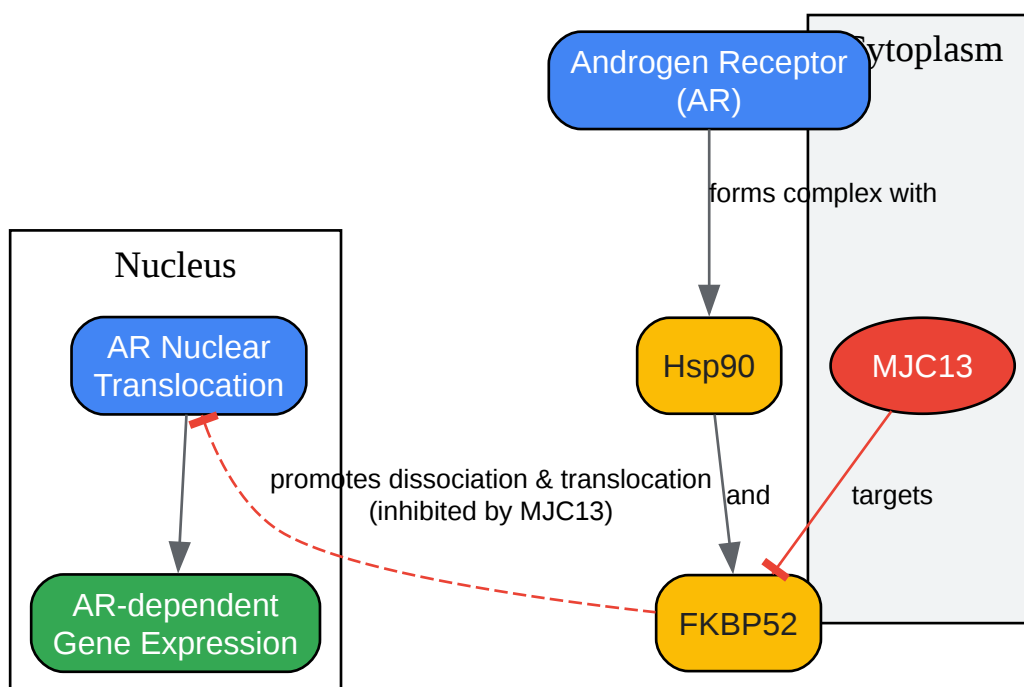 Androgen Receptor
(AR)
ytoplasm
forms complex with
Nucleus
AR Nuclear
Translocation
Hsp90
MJC13
promotes dissociation & translocation
(inhibited by MJC13)
and
targets
AR-dependent
Gene Expression
FKBP52